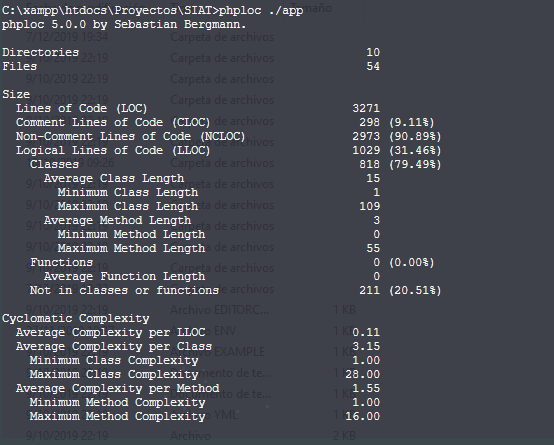 C:\xampp\htdocs\Proyectos\SIAT>phploc ./app
phploc 5.0.0 by Sebastian Bergmann.
Directories 10
Files 54
Size
Lines of Code (LOC) 3271
Comment Lines of Code (CLOC) 298 (9.11%)
Non-Comment Lines of Code (NCLOC) 2973 (90.89%)
Logical Lines of Code (LLOC) 1029 (31.46%)
Classes 818 (79.49%)
Average Class Length 15
Minimum Class Length 1
Maximum Class Length 109
Average Method Length 3
Minimum Method Length 0
Maximum Method Length 55
Functions 0 (0.00%)
Average Function Length 0
Not in classes or functions 211 (20.51%)
Cyclomatic Complexity
Average Complexity per LLOC 0.11
Average Complexity per Class 3.15
Minimum Class Complexity 1.00
Maximum Class Complexity 28.00
Average Complexity per Method 1.55
Minimum Method Complexity 1.00
Maximum Method Complexity 16.00